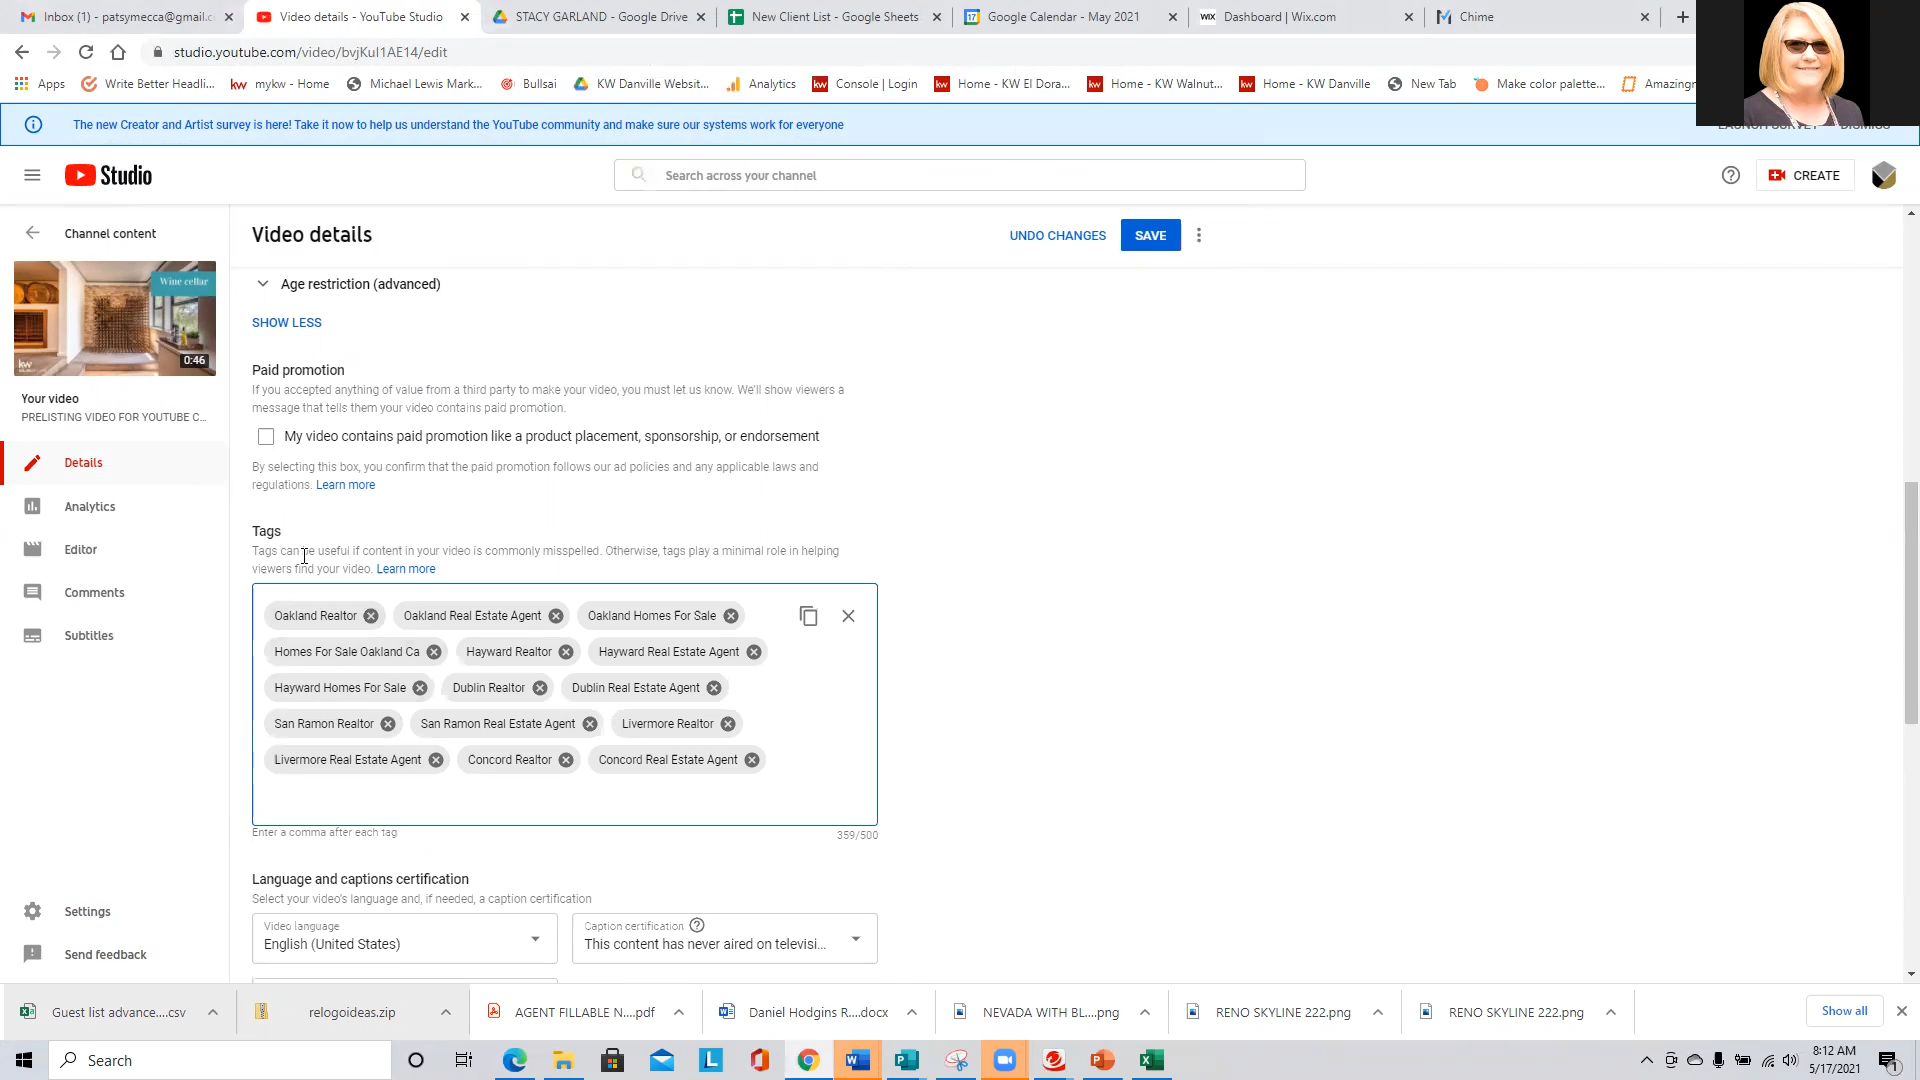 Inbox (1) - patsymecca@gmail.c
Video details - YouTube Studio
STACY GARLAND - Google Drive
New Client List - Google Sheets
Google Calendar - May 2021
WIX
Dashboard | Wix.com
Chime
studio.youtube.com/video/bvjKuI1AE14/edit
Apps
Write Better Headli...
kw
mykw - Home
Michael Lewis Mark...
Bullsai
KW Danville Websit...
Analytics
kw
Console | Login
kw
Home - KW El Dora...
kw
Home - KW Walnut...
kw
Home - KW Danville
New Tab
Make color palette...
Amazing
The new Creator and Artist survey is here! Take it now to help us understand the YouTube community and make sure our systems work for everyone
LAUNCH SURVEY
DISMISS
Studio
Search across your channel
CREATE
Channel content
Video details
UNDO CHANGES
SAVE
Age restriction (advanced)
SHOW LESS
Wine cellar
kw
0:46
Your video
PRELISTING VIDEO FOR YOUTUBE C...
Details
Analytics
Editor
Comments
Subtitles
Settings
Send feedback
Paid promotion
If you accepted anything of value from a third party to make your video, you must let us know. We'll show viewers a
message that tells them your video contains paid promotion.
My video contains paid promotion like a product placement, sponsorship, or endorsement
By selecting this box, you confirm that the paid promotion follows our ad policies and any applicable laws and
regulations. Learn more
Tags
Tags can be useful if content in your video is commonly misspelled. Otherwise, tags play a minimal role in helping
viewers find your video. Learn more
Oakland Realtor Oakland Real Estate Agent Oakland Homes For Sale
Homes For Sale Oakland Ca Hayward Realtor Hayward Real Estate Agent
Hayward Homes For Sale Dublin Realtor Dublin Real Estate Agent
San Ramon Realtor San Ramon Real Estate Agent Livermore Realtor
Livermore Real Estate Agent Concord Realtor Concord Real Estate Agent
Enter a comma after each tag
359/500
Language and captions certification
Select your video's language and, if needed, a caption certification
Video language
English (United States)
Caption certification
This content has never aired on televisi...
Guest list advance....csv
relogoideas.zip
AGENT FILLABLE N....pdf
Daniel Hodgins R....docx
NEVADA WITH BL....png
RENO SKYLINE 222.png
RENO SKYLINE 222.png
Show all
Search
8:12 AM
5/17/2021
1